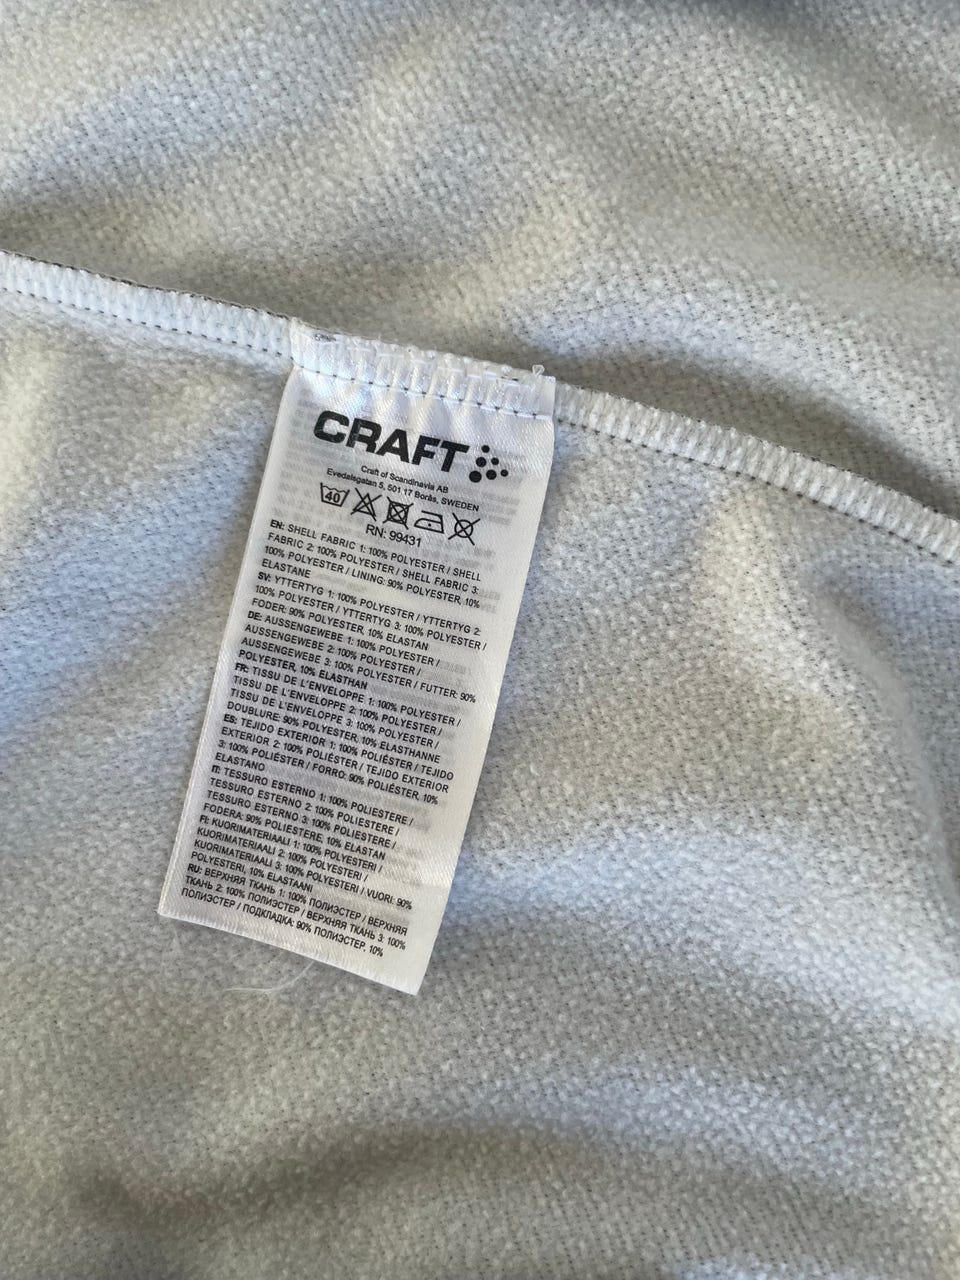 CRAFT
Craft of Scandinavia AB
Evedalsgatan 5, 501 17 Borås, SWEDEN
40
RN: 99431
EN: SHELL FABRIC 1: 100% POLYESTER / SHELL
FABRIC 2: 100% POLYESTER / SHELL FABRIC 3:
100% POLYESTER / LINING: 90% POLYESTER, 10%
ELASTANE
SV: YTTERTYG 1: 100% POLYESTER / YTTERTYG 2:
100% POLYESTER / YTTERTYG 3: 100% POLYESTER /
FODER: 90% POLYESTER, 10% ELASTAN
DE: AUSSENGEWEBE 1: 100% POLYESTER /
AUSSENGEWEBE 2: 100% POLYESTER /
AUSSENGEWEBE 3: 100% POLYESTER / FUTTER: 90%
POLYESTER, 10% ELASTHAN
FR: TISSU DE L'ENVELOPPE 1: 100% POLYESTER /
TISSU DE L'ENVELOPPE 2: 100% POLYESTER /
TISSU DE L'ENVELOPPE 3: 100% POLYESTER /
DOUBLURE: 90% POLYESTER, 10% ELASTHANNE
ES: TEJIDO EXTERIOR 1: 100% POLIÉSTER / TEJIDO
EXTERIOR 2: 100% POLIÉSTER / TEJIDO EXTERIOR
3: 100% POLIÉSTER / FORRO: 90% POLIÉSTER, 10%
ELASTANO
IT: TESSURO ESTERNO 1: 100% POLIESTERE /
TESSURO ESTERNO 2: 100% POLIESTERE /
TESSURO ESTERNO 3: 100% POLIESTERE /
FODERA: 90% POLIESTERE, 10% ELASTAN
FI: KUORIMATERIAALI 1: 100% POLYESTERI /
KUORIMATERIAALI 2: 100% POLYESTERI /
KUORIMATERIAALI 3: 100% POLYESTERI / VUORI: 90%
POLYESTERI, 10% ELASTAANI
RU: ВЕРХНЯЯ ТКАНЬ 1: 100% ПОЛИЭСТЕР / ВЕРХНЯЯ
ТКАНЬ 2: 100% ПОЛИЭСТЕР / ВЕРХНЯЯ ТКАНЬ 3: 100%
ПОЛИЭСТЕР / ПОДКЛАДКА: 90% ПОЛИЭСТЕР, 10%